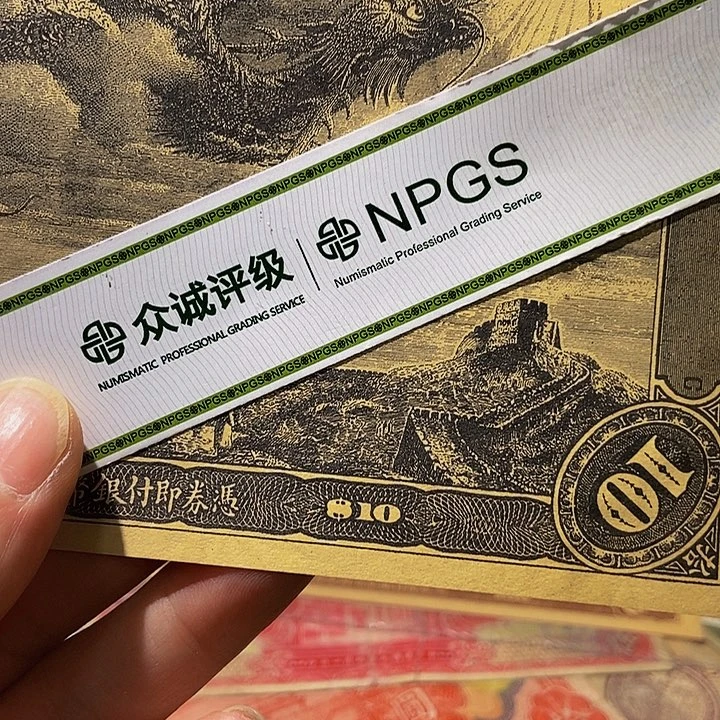 众诚评级
NUMISMATIC PROFESSIONAL GRADING SERVICE
NPGS
Numismatic Professional Grading Service
銀付即券憑
$10
10
拾